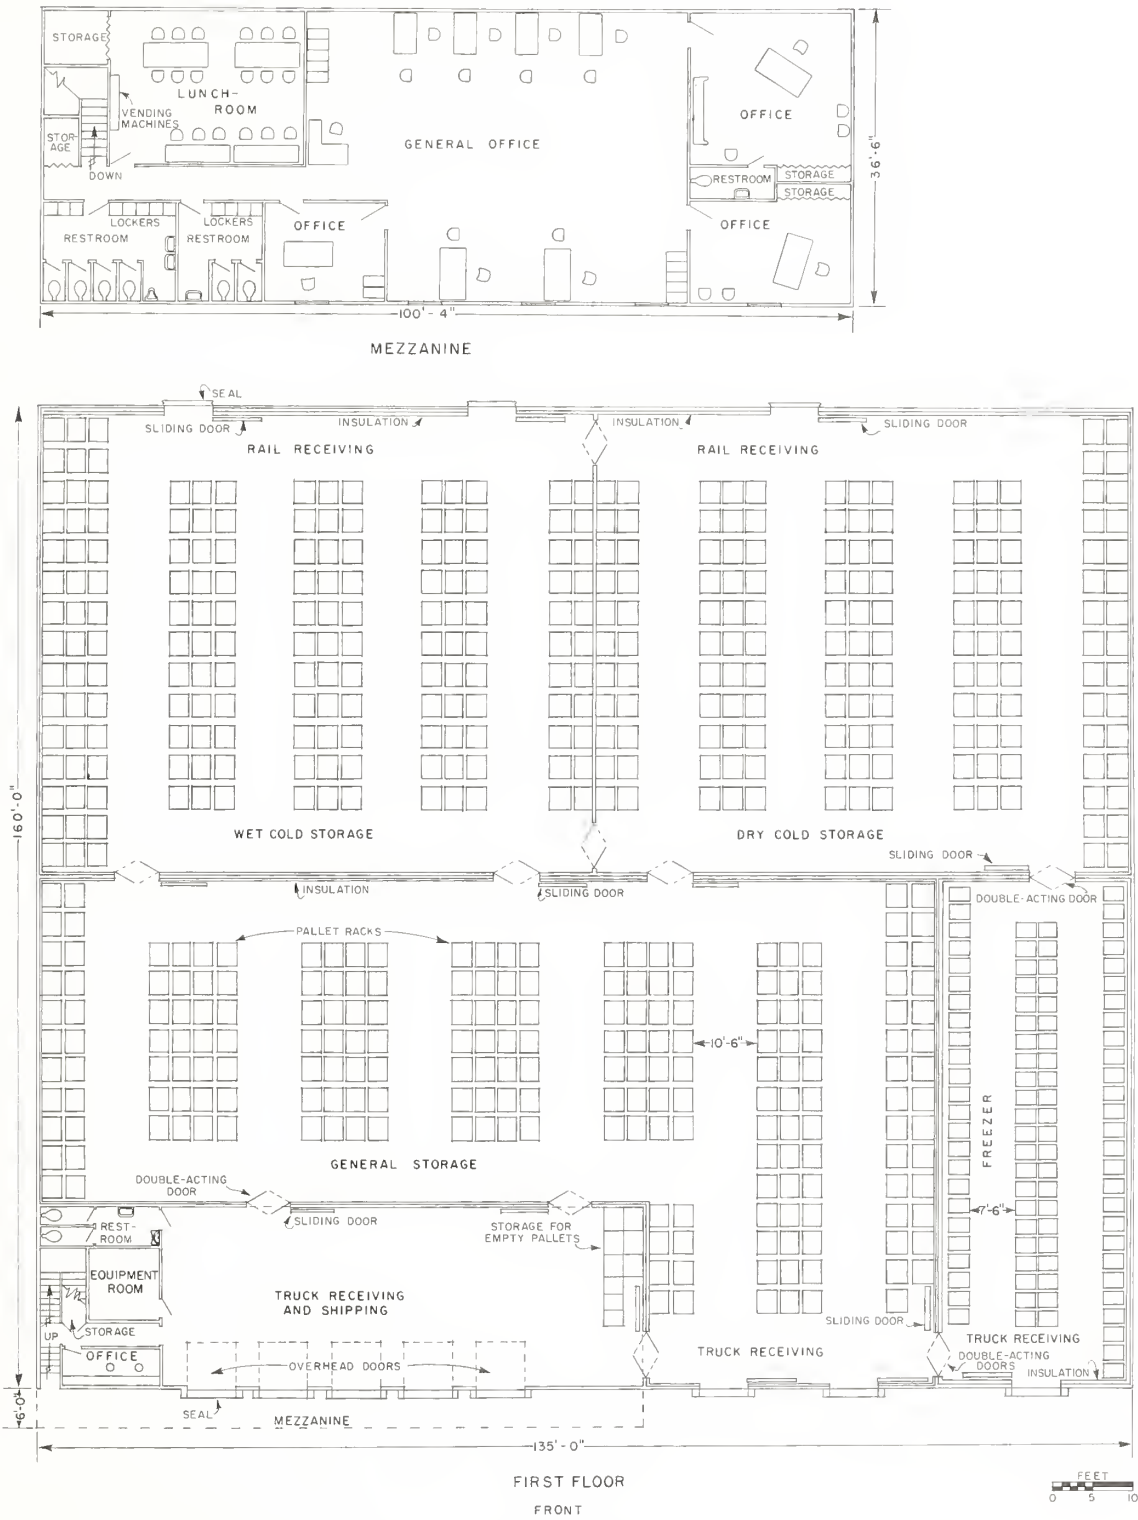 STORAGE
LUNCH-
ROOM
VENDING
MACHINES
STOR-
AGE
DOWN
GENERAL OFFICE
OFFICE
RESTROOM
STORAGE
STORAGE
OFFICE
36'-6"
LOCKERS
RESTROOM
LOCKERS
RESTROOM
OFFICE
100'-4"
MEZZANINE
SEAL
SLIDING DOOR
INSULATION
INSULATION
SLIDING DOOR
RAIL RECEIVING
RAIL RECEIVING
WET COLD STORAGE
DRY COLD STORAGE
160'-0"
SLIDING DOOR
INSULATION
SLIDING DOOR
DOUBLE-ACTING DOOR
PALLET RACKS
10'-6"
FREEZER
GENERAL STORAGE
DOUBLE-ACTING
DOOR
SLIDING DOOR
STORAGE FOR
EMPTY PALLETS
7'-6"
REST-
ROOM
EQUIPMENT
ROOM
TRUCK RECEIVING
AND SHIPPING
UP
STORAGE
OFFICE
OVERHEAD DOORS
SLIDING DOOR
TRUCK RECEIVING
TRUCK RECEIVING
DOUBLE-ACTING
DOORS
INSULATION
6'-0"
SEAL
MEZZANINE
135'-0"
FIRST FLOOR
FRONT
FEET
0 5 10